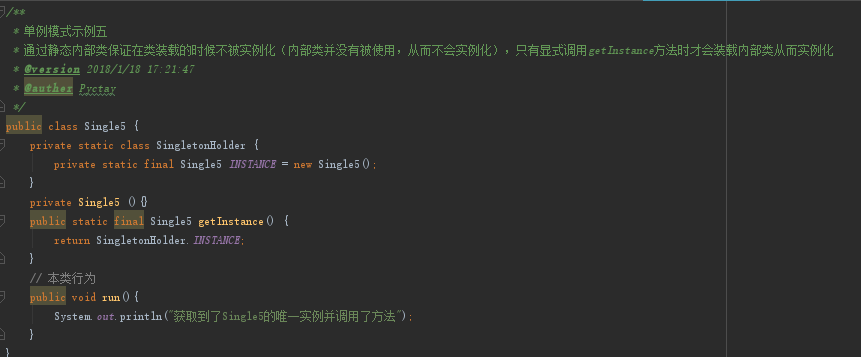 /**
 * 单例模式示例五
 * 通过静态内部类保证在类装载的时候不被实例化（内部类并没有被使用，从而不会实例化），只有显式调用getInstance方法时才会装载内部类从而实例化
 * @version 2018/1/18 17:21:47
 * @auther Pyctay
 */
public class Single5 {
    private static class SingletonHolder {
        private static final Single5 INSTANCE = new Single5();
    }
    private Single5 (){}
    public static final Single5 getInstance() {
        return SingletonHolder.INSTANCE;
    }
    // 本类行为
    public void run(){
        System.out.println("获取到了Single5的唯一实例并调用了方法");
    }
}